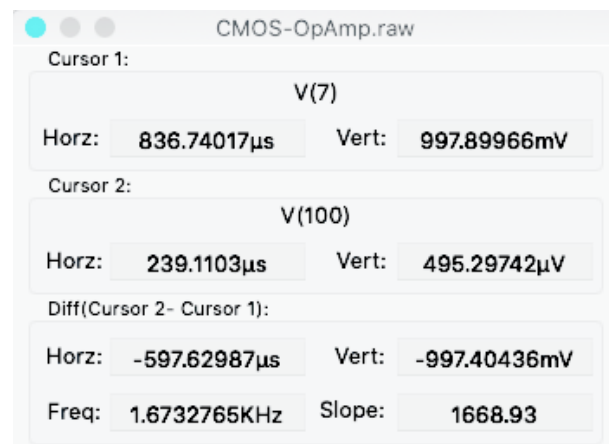 CMOS-OpAmp.raw
Cursor 1:
V(7)
Horz: 836.74017µs Vert: 997.89966mV
Cursor 2:
V(100)
Horz: 239.1103µs Vert: 495.29742µV
Diff(Cursor 2- Cursor 1):
Horz: -597.62987µs Vert: -997.40436mV
Freq: 1.6732765KHz Slope: 1668.93